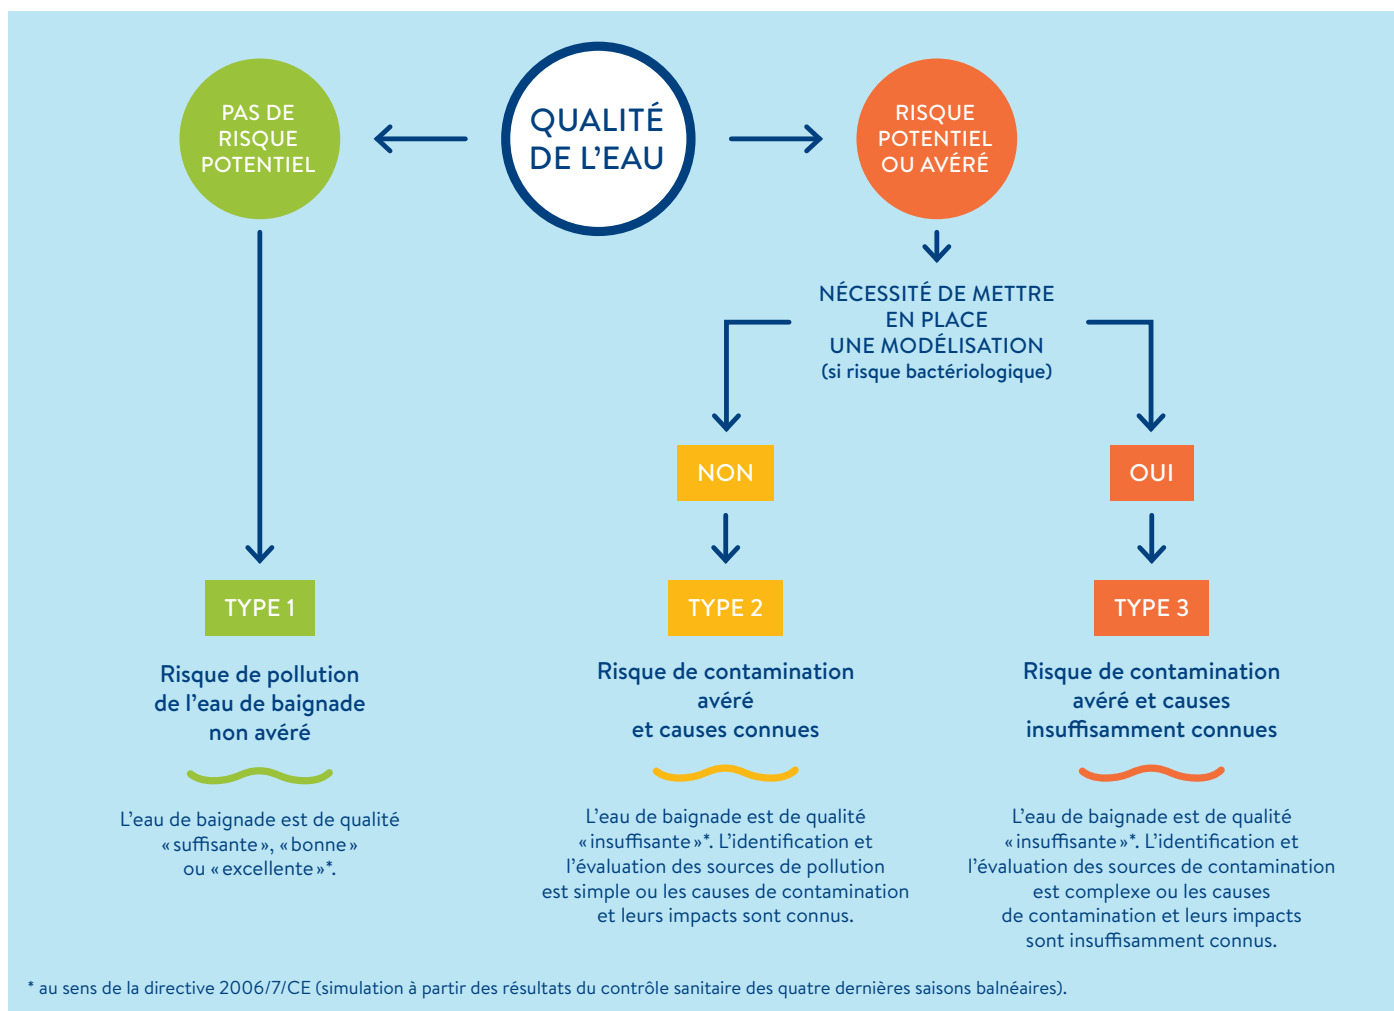 PAS DE
RISQUE
POTENTIEL
QUALITÉ
DE L'EAU
RISQUE
POTENTIEL
OU AVÉRÉ
NÉCESSITÉ DE METTRE
EN PLACE
UNE MODÉLISATION
(si risque bactériologique)
NON
OUI
TYPE 1
Risque de pollution
de l'eau de baignade
non avéré
L'eau de baignade est de qualité
«suffisante», «bonne»
ou «excellente»*.
TYPE 2
Risque de contamination
avéré
et causes connues
L'eau de baignade est de qualité
«insuffisante»*. L'identification et
l'évaluation des sources de pollution
est simple ou les causes de contamination
et leurs impacts sont connus.
TYPE 3
Risque de contamination
avéré et causes
insuffisamment connues
L'eau de baignade est de qualité
«insuffisante»*. L'identification et
l'évaluation des sources de contamination
est complexe ou les causes
de contamination et leurs impacts
sont insuffisamment connus.
* au sens de la directive 2006/7/CE (simulation à partir des résultats du contrôle sanitaire des quatre dernières saisons balnéaires).